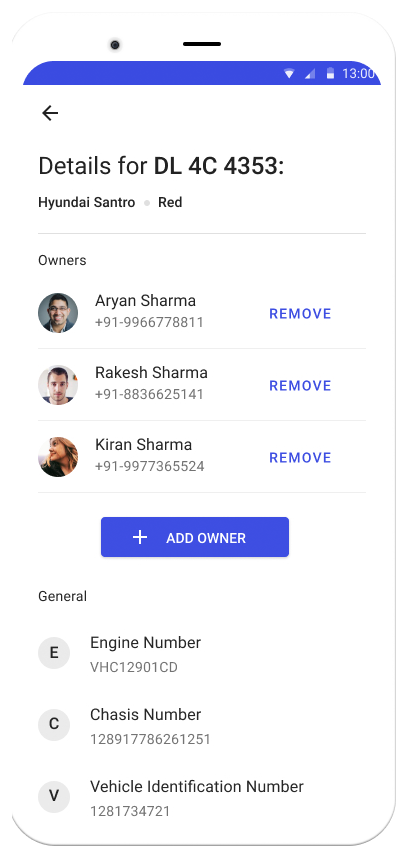 13:00
Details for DL 4C 4353:
Hyundai Santro Red
Owners
Aryan Sharma
+91-9966778811
REMOVE
Rakesh Sharma
+91-8836625141
REMOVE
Kiran Sharma
+91-9977365524
REMOVE
ADD OWNER
General
E
Engine Number
VHC12901CD
C
Chasis Number
128917786261251
V
Vehicle Identification Number
1281734721